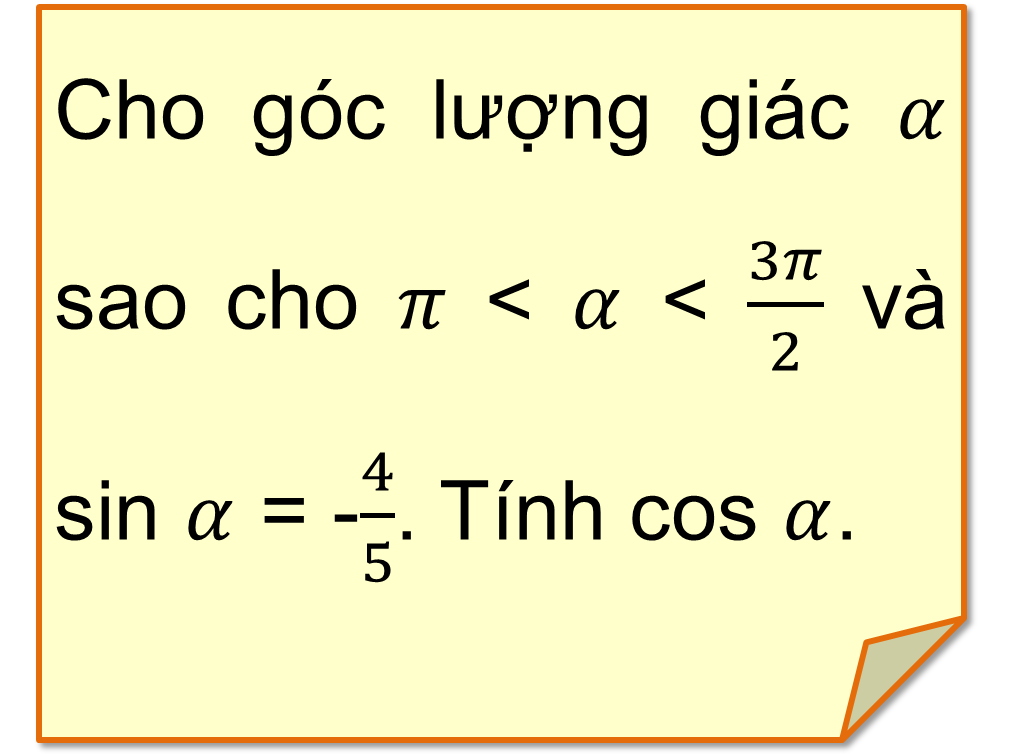 Cho góc lượng giác 𝛼
sao cho 𝜋 < 𝛼 < 3𝜋/2 và
sin 𝛼 = -4/5. Tính cos 𝛼.